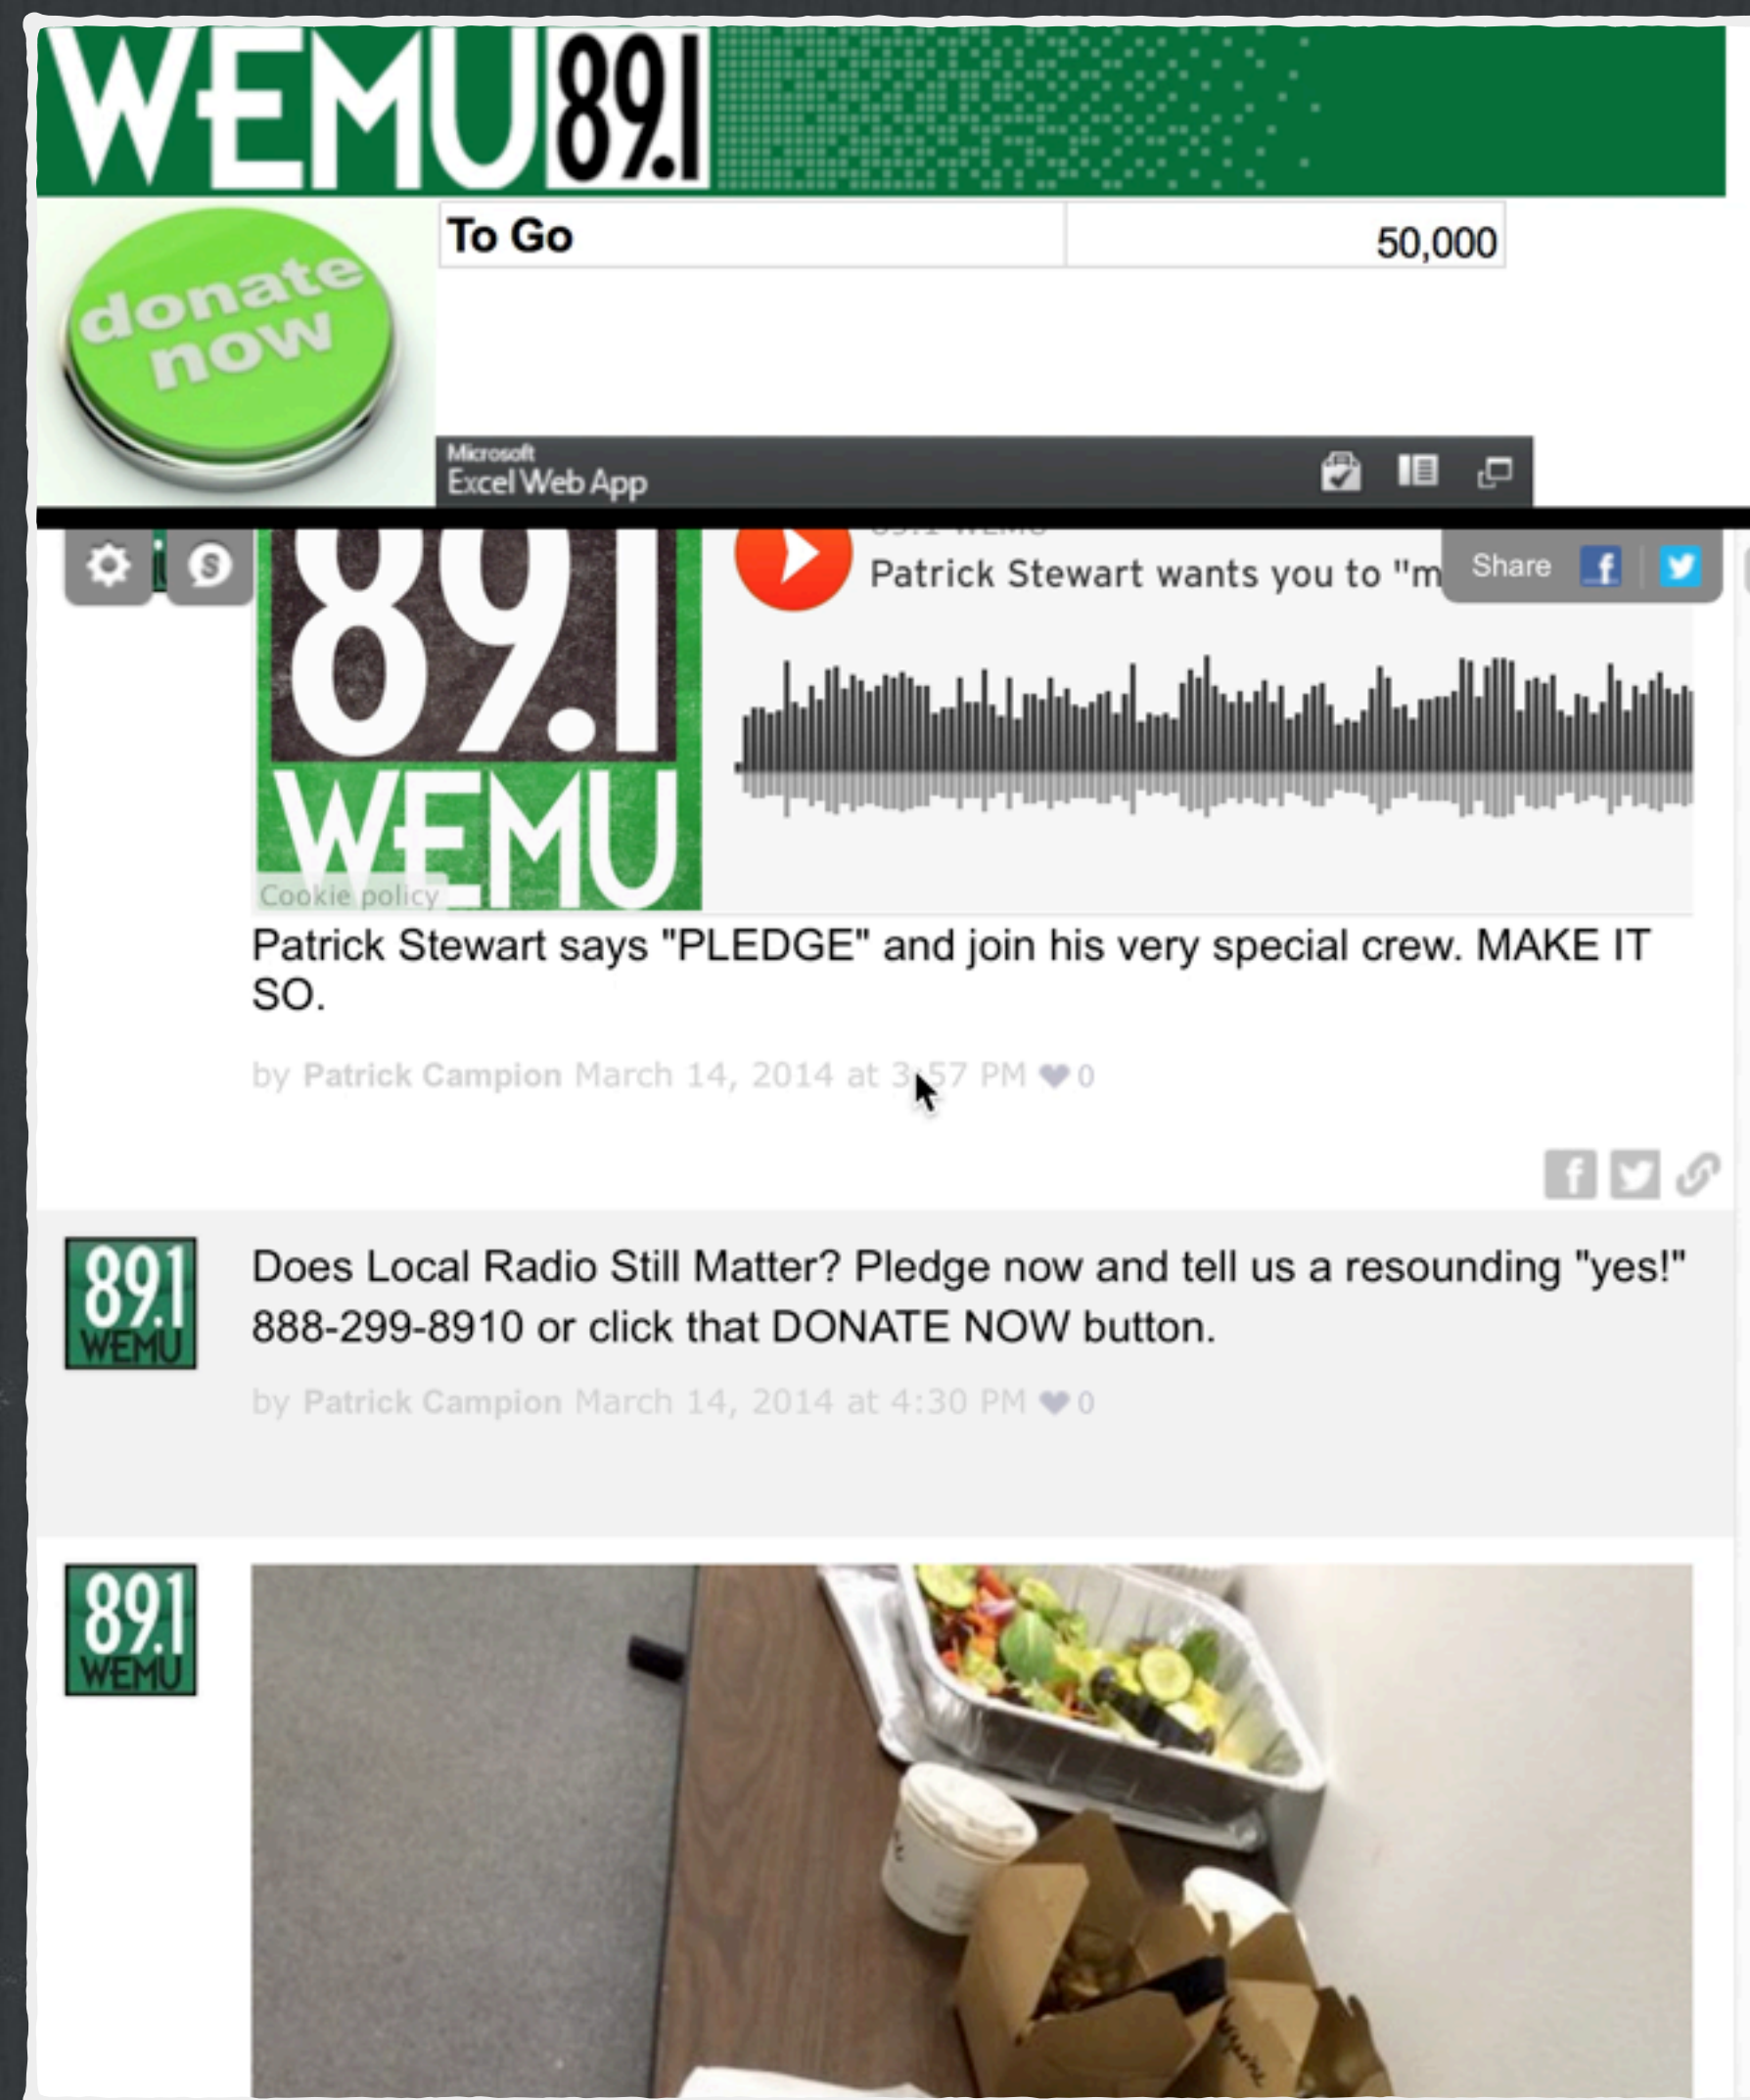 WEMU 89.1
donate
now
To Go 50,000
Microsoft
Excel Web App
89.1
WEMU
Cookie policy
Patrick Stewart wants you to "m
Share
Patrick Stewart says "PLEDGE" and join his very special crew. MAKE IT
SO.
by Patrick Campion March 14, 2014 at 3:57 PM 0
89.1
WEMU
Does Local Radio Still Matter? Pledge now and tell us a resounding "yes!"
888-299-8910 or click that DONATE NOW button.
by Patrick Campion March 14, 2014 at 4:30 PM 0
89.1
WEMU